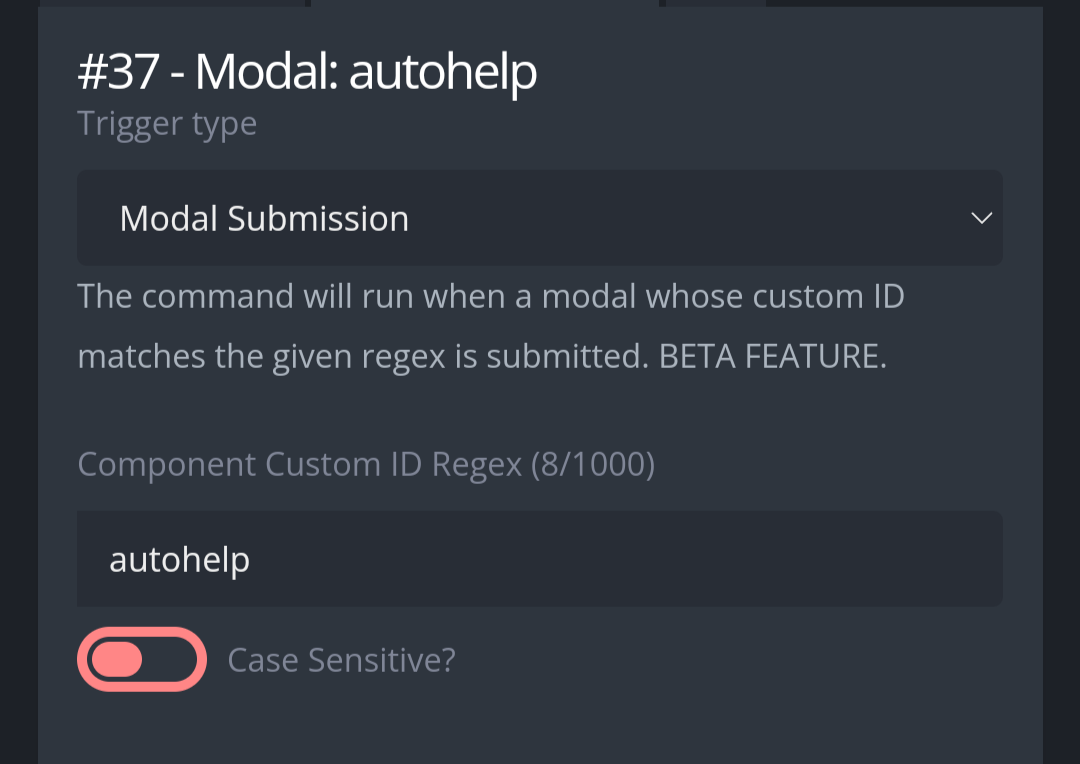 #37 - Modal: autohelp
Trigger type
Modal Submission
The command will run when a modal whose custom ID
matches the given regex is submitted. BETA FEATURE.
Component Custom ID Regex (8/1000)
autohelp
Case Sensitive?